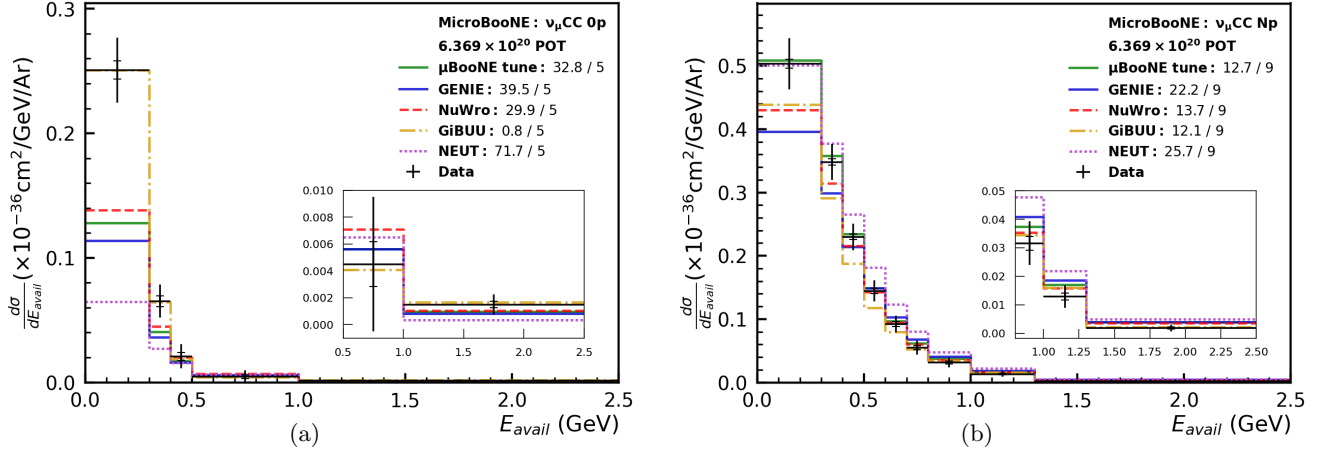 MicroBooNE: νμCC 0p
6.369 × 10²⁰ POT
μBooNE tune: 32.8 / 5
GENIE: 39.5 / 5
NuWro: 29.9 / 5
GiBUU: 0.8 / 5
NEUT: 71.7 / 5
Data
dσ/dE_avail (×10⁻³⁶cm²/GeV/Ar)
0.3
0.2
0.1
0.0
0.010
0.008
0.006
0.004
0.002
0.000
0.5 1.0 1.5 2.0 2.5
0.0 0.5 1.0 1.5 2.0 2.5
E_avail (GeV)
(a)
MicroBooNE: νμCC Np
6.369 × 10²⁰ POT
μBooNE tune: 12.7 / 9
GENIE: 22.2 / 9
NuWro: 13.7 / 9
GiBUU: 12.1 / 9
NEUT: 25.7 / 9
Data
dσ/dE_avail (×10⁻³⁶cm²/GeV/Ar)
0.5
0.4
0.3
0.2
0.1
0.0
0.05
0.04
0.03
0.02
0.01
0.00
1.00 1.25 1.50 1.75 2.00 2.25 2.50
0.0 0.5 1.0 1.5 2.0 2.5
E_avail (GeV)
(b)